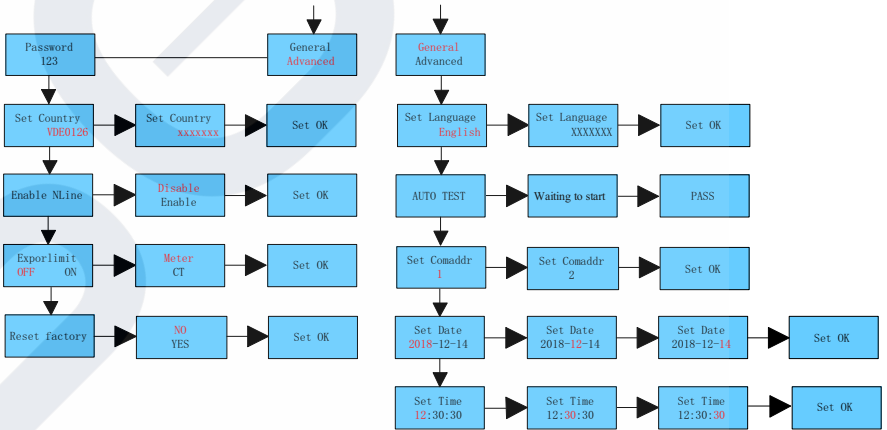 Password
123
General
Advanced
Set Country
VDE0126
Set Country
xxxxxxx
Set OK
Enable NLine
Disable
Enable
Set OK
Exporlimit
OFF ON
Meter
CT
Set OK
Reset factory
NO
YES
Set OK
General
Advanced
Set Language
English
Set Language
XXXXXXX
Set OK
AUTO TEST
Waiting to start
PASS
Set Comaddr
1
Set Comaddr
2
Set OK
Set Date
2018-12-14
Set Date
2018-12-14
Set Date
2018-12-14
Set OK
Set Time
12:30:30
Set Time
12:30:30
Set Time
12:30:30
Set OK